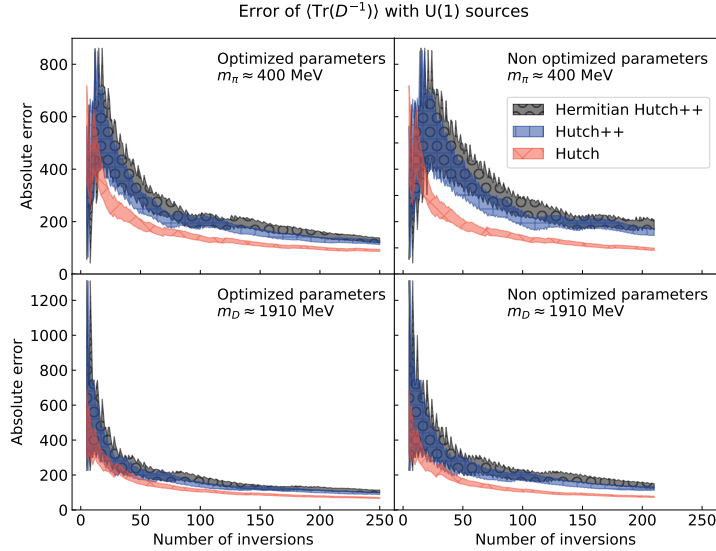 Error of ⟨Tr(D⁻¹)⟩ with U(1) sources
Optimized parameters
m_π ≈ 400 MeV
Non optimized parameters
m_π ≈ 400 MeV
Hermitian Hutch++
Hutch++
Hutch
Absolute error
800
600
400
200
0
Optimized parameters
m_D ≈ 1910 MeV
Non optimized parameters
m_D ≈ 1910 MeV
Absolute error
1200
1000
800
600
400
200
0
0 50 100 150 200 250
0 50 100 150 200 250
Number of inversions
Number of inversions